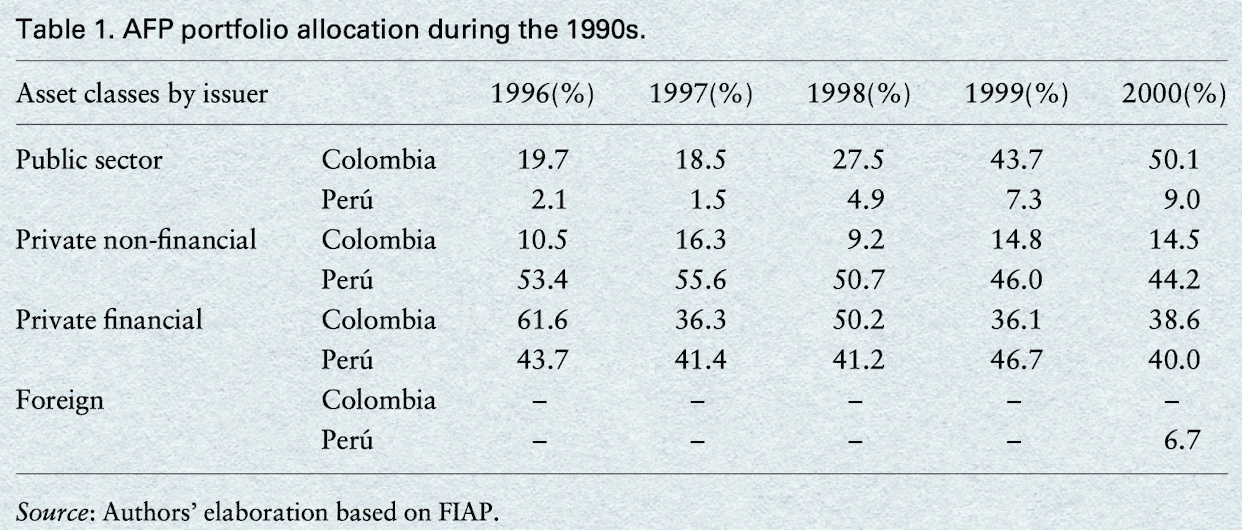 Table 1. AFP portfolio allocation during the 1990s.
Asset classes by issuer 1996(%) 1997(%) 1998(%) 1999(%) 2000(%)
Public sector Colombia 19.7 18.5 27.5 43.7 50.1
Perú 2.1 1.5 4.9 7.3 9.0
Private non-financial Colombia 10.5 16.3 9.2 14.8 14.5
Perú 53.4 55.6 50.7 46.0 44.2
Private financial Colombia 61.6 36.3 50.2 36.1 38.6
Perú 43.7 41.4 41.2 46.7 40.0
Foreign Colombia – – – – –
Perú – – – – 6.7
Source: Authors’ elaboration based on FIAP.